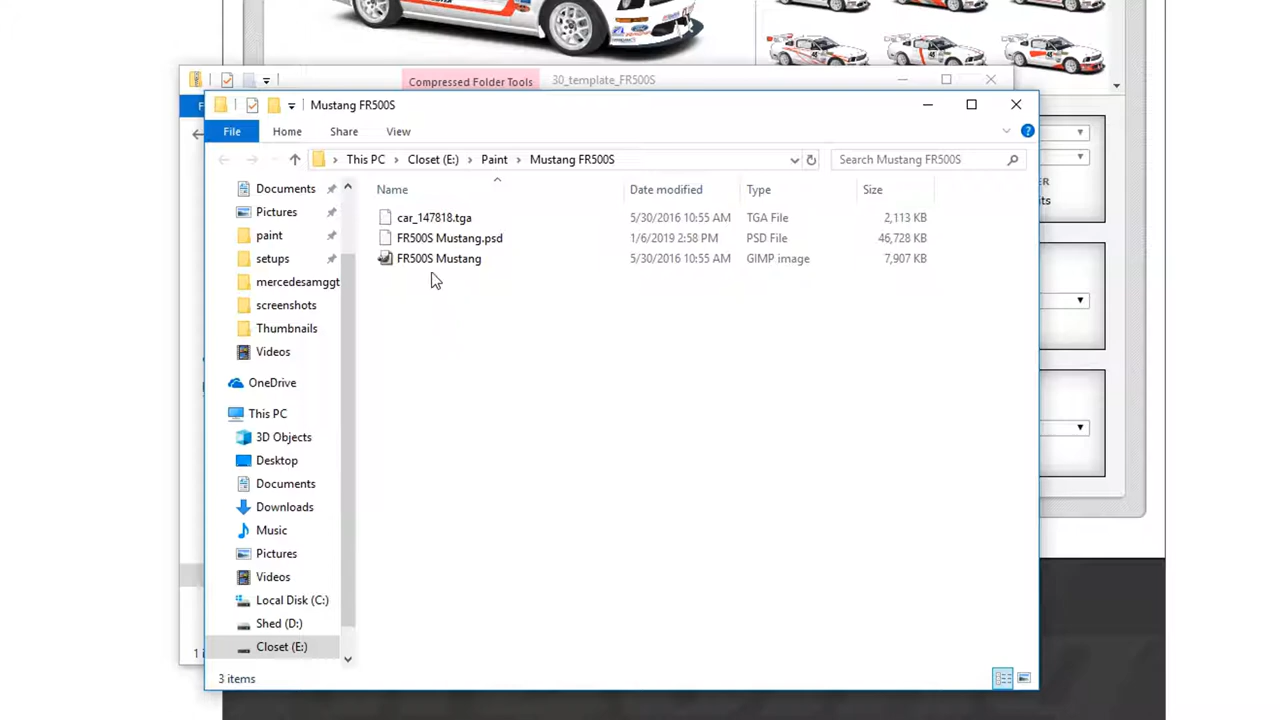 Compressed Folder Tools 30_template_FR500S
Mustang FR500S
File Home Share View
This PC Closet (E:) Paint Mustang FR500S Search Mustang FR500S
Name Date modified Type Size
car_147818.tga 5/30/2016 10:55 AM TGA File 2,113 KB
FR500S Mustang.psd 1/6/2019 2:58 PM PSD File 46,728 KB
FR500S Mustang 5/30/2016 10:55 AM GIMP image 7,907 KB
Documents
Pictures
paint
setups
mercedesamggt
screenshots
Thumbnails
Videos
OneDrive
This PC
3D Objects
Desktop
Documents
Downloads
Music
Pictures
Videos
Local Disk (C:)
Shed (D:)
Closet (E:)
3 items